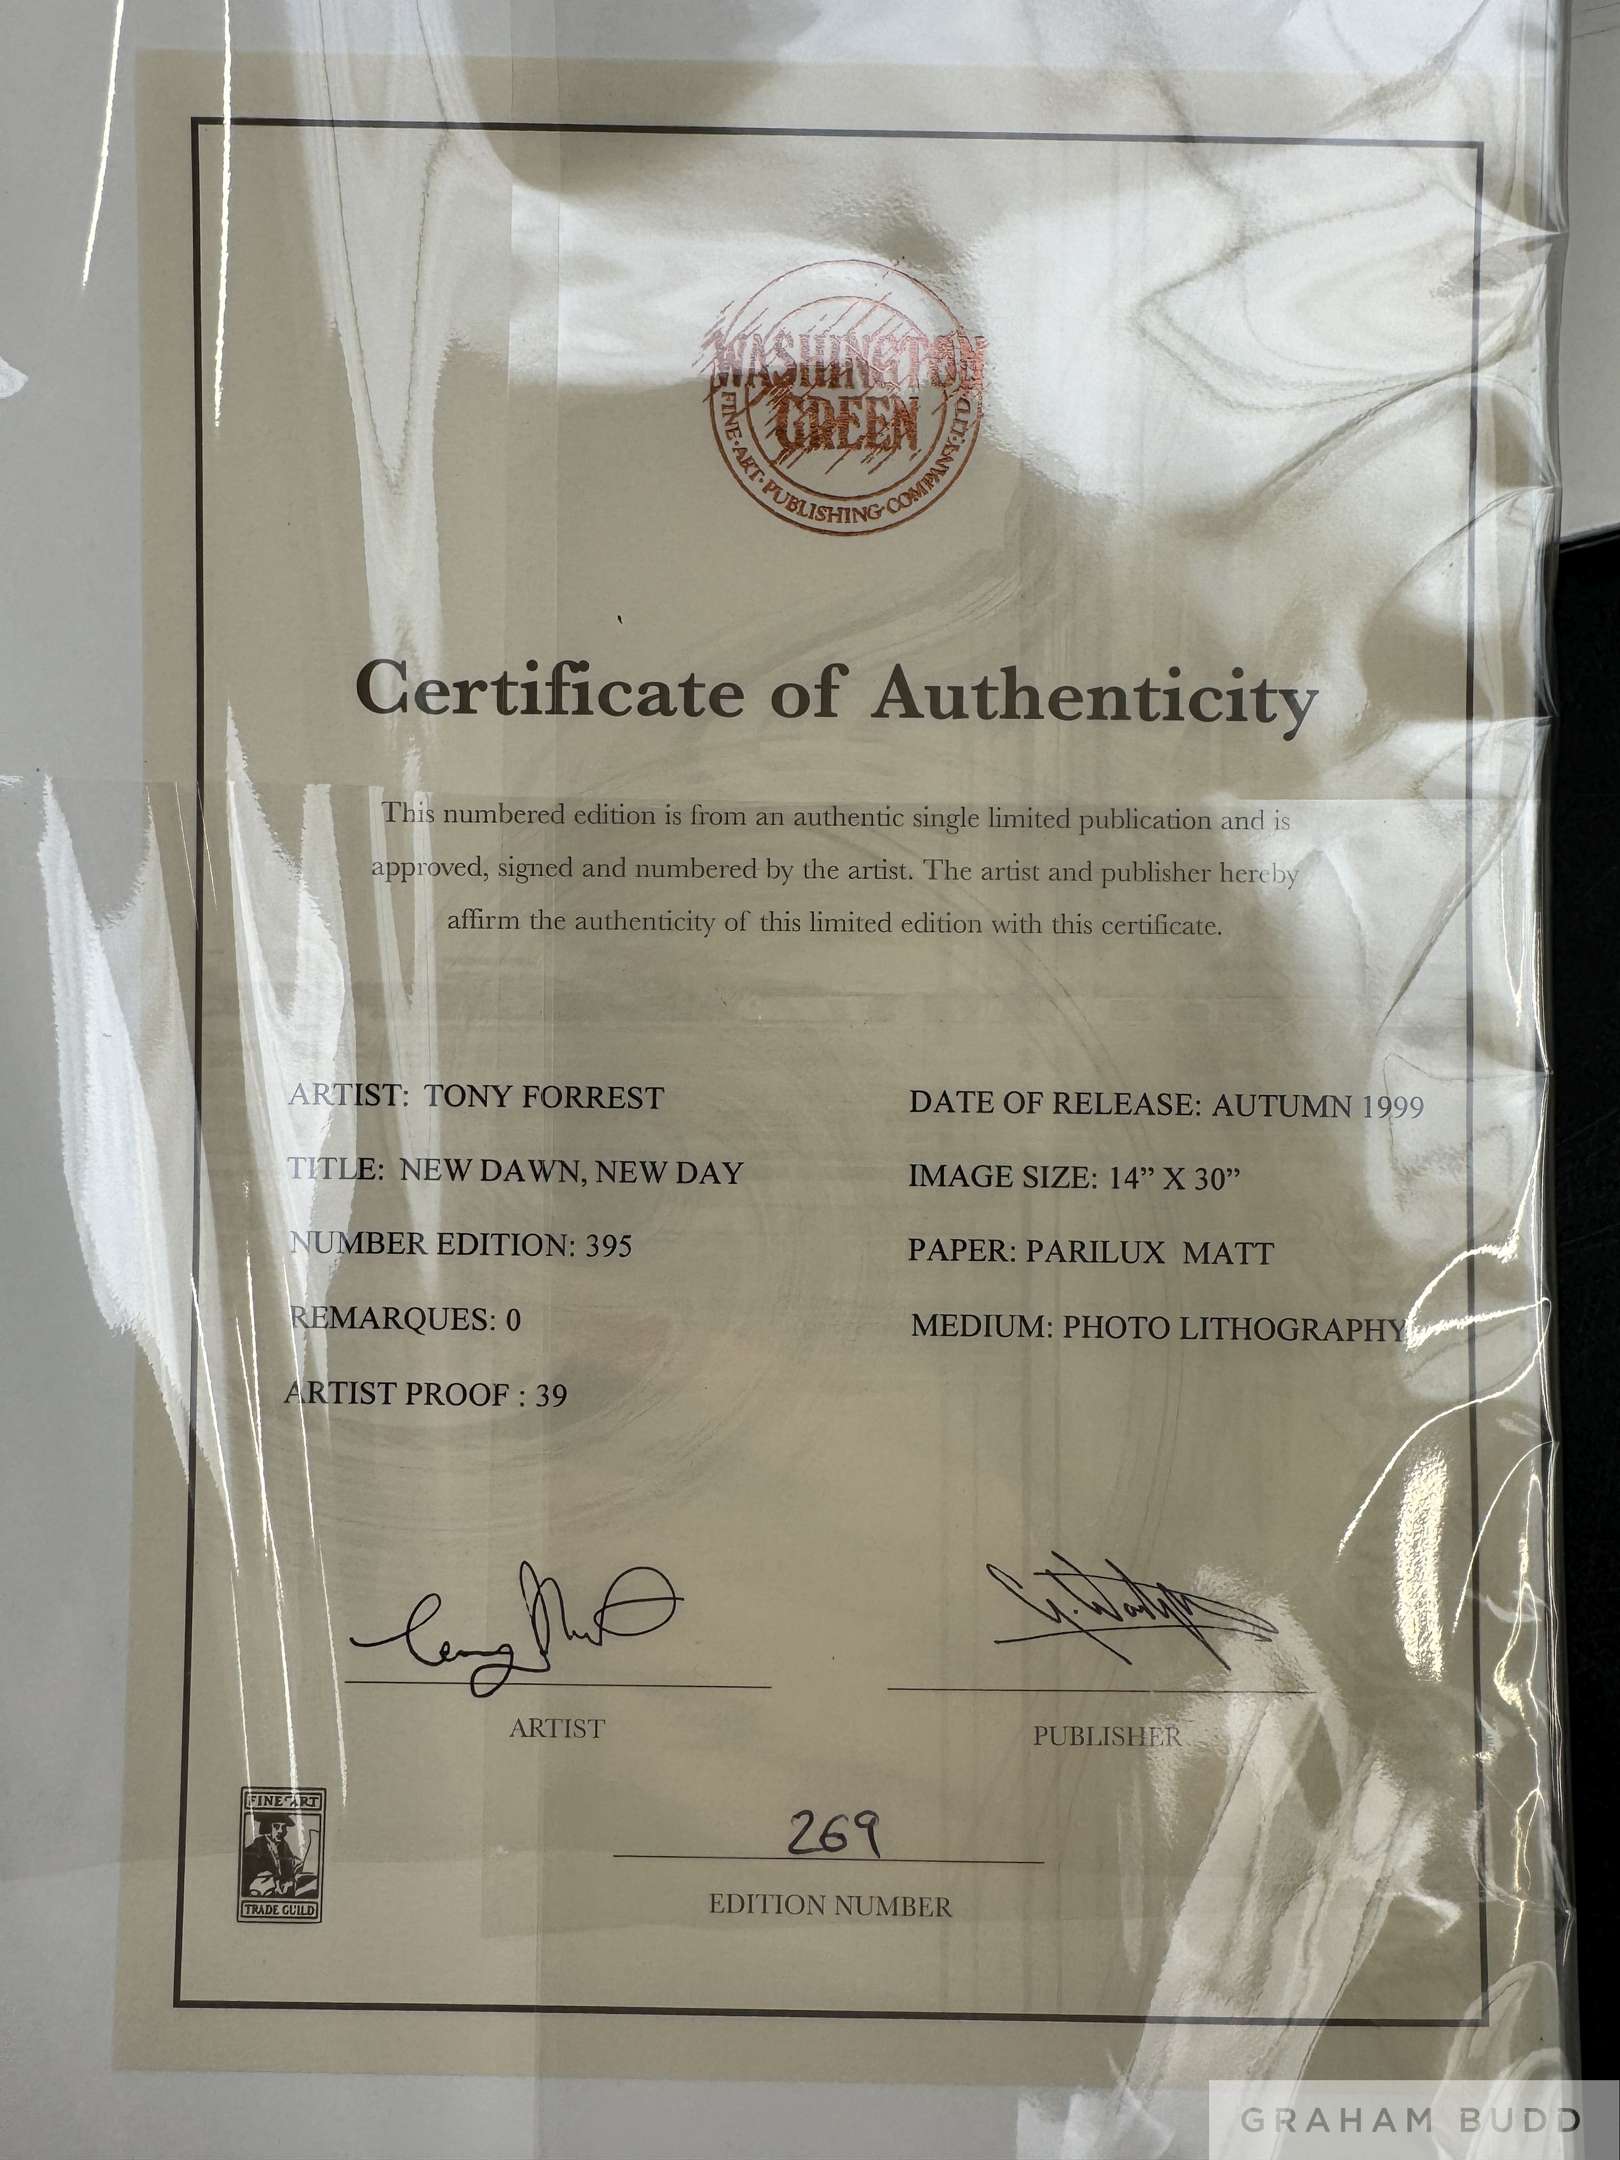 WASHINGTON
GREEN
FINE·ART·PUBLISHING·COMPANY·LTD
Certificate of Authenticity
This numbered edition is from an authentic single limited publication and is
approved, signed and numbered by the artist. The artist and publisher hereby
affirm the authenticity of this limited edition with this certificate.
ARTIST: TONY FORREST
DATE OF RELEASE: AUTUMN 1999
TITLE: NEW DAWN, NEW DAY
IMAGE SIZE: 14” X 30”
NUMBER EDITION: 395
PAPER: PARILUX MATT
REMARQUES: 0
MEDIUM: PHOTO LITHOGRAPHY
ARTIST PROOF : 39
ARTIST
PUBLISHER
FINE ART
TRADE GUILD
269
EDITION NUMBER
GRAHAM BUDD